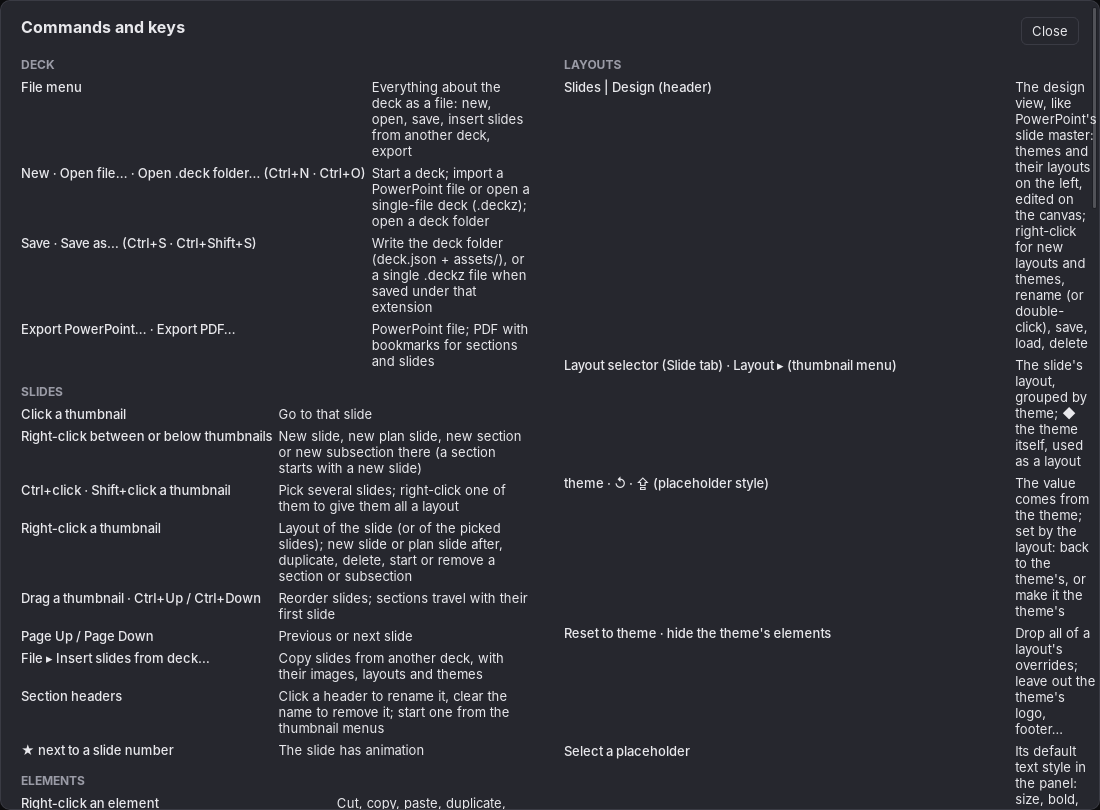 Commands and keys
Close
DECK
File menu
Everything about the
deck as a file: new,
open, save, insert slides
from another deck,
export
New · Open file… · Open .deck folder… (Ctrl+N · Ctrl+O)
Start a deck; import a
PowerPoint file or open a
single-file deck (.deckz);
open a deck folder
Save · Save as… (Ctrl+S · Ctrl+Shift+S)
Write the deck folder
(deck.json + assets/), or
a single .deckz file when
saved under that
extension
Export PowerPoint… · Export PDF…
PowerPoint file; PDF with
bookmarks for sections
and slides
SLIDES
Click a thumbnail
Go to that slide
Right-click between or below thumbnails
New slide, new plan slide, new section
or new subsection there (a section
starts with a new slide)
Ctrl+click · Shift+click a thumbnail
Pick several slides; right-click one of
them to give them all a layout
Right-click a thumbnail
Layout of the slide (or of the picked
slides); new slide or plan slide after,
duplicate, delete, start or remove a
section or subsection
Drag a thumbnail · Ctrl+Up / Ctrl+Down
Reorder slides; sections travel with their
first slide
Page Up / Page Down
Previous or next slide
File ▸ Insert slides from deck…
Copy slides from another deck, with
their images, layouts and themes
Section headers
Click a header to rename it, clear the
name to remove it; start one from the
thumbnail menus
★ next to a slide number
The slide has animation
ELEMENTS
Right-click an element
Cut, copy, paste, duplicate,
LAYOUTS
Slides | Design (header)
The design
view, like
PowerPoint's
slide master:
themes and
their layouts
on the left,
edited on
the canvas;
right-click
for new
layouts and
themes,
rename (or
double-
click), save,
load, delete
Layout selector (Slide tab) · Layout ▸ (thumbnail menu)
The slide's
layout,
grouped by
theme; ◆
the theme
itself, used
as a layout
theme · ↺ · ⇪ (placeholder style)
The value
comes from
the theme;
set by the
layout: back
to the
theme's, or
make it the
theme's
Reset to theme · hide the theme's elements
Drop all of a
layout's
overrides;
leave out the
theme's
logo,
footer…
Select a placeholder
Its default
text style in
the panel:
size, bold,